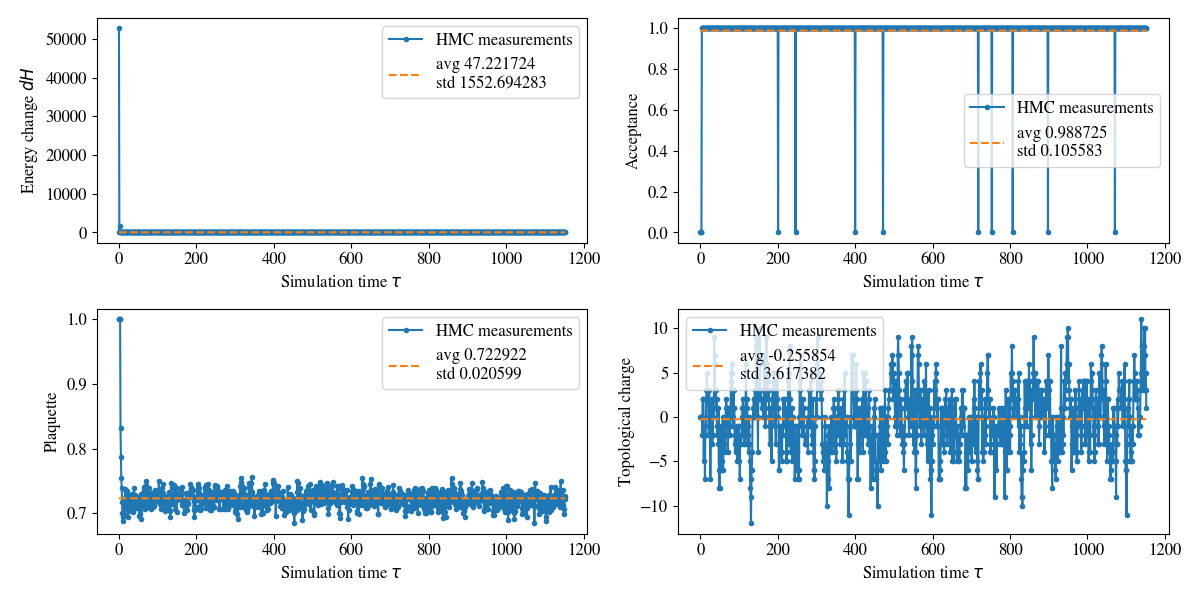 Energy change dH
50000
40000
30000
20000
10000
0
HMC measurements
avg 47.221724
std 1552.694283
0 200 400 600 800 1000 1200
Simulation time τ
Acceptance
1.0
0.8
0.6
0.4
0.2
0.0
HMC measurements
avg 0.988725
std 0.105583
0 200 400 600 800 1000 1200
Simulation time τ
Plaquette
1.0
0.9
0.8
0.7
HMC measurements
avg 0.722922
std 0.020599
0 200 400 600 800 1000 1200
Simulation time τ
Topological charge
10
5
0
−5
−10
HMC measurements
avg -0.255854
std 3.617382
0 200 400 600 800 1000 1200
Simulation time τ